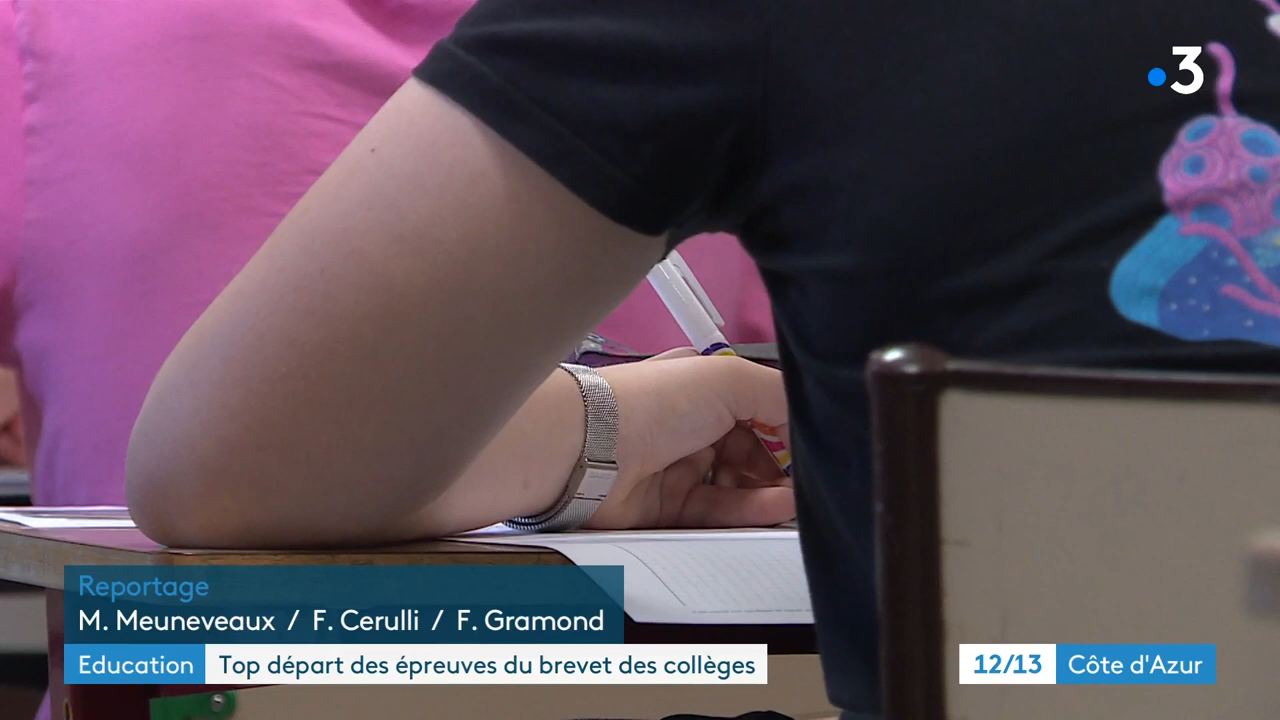 3
Reportage
M. Meuneveaux / F. Cerulli / F. Gramond
Education Top départ des épreuves du brevet des collèges
12/13 Côte d'Azur